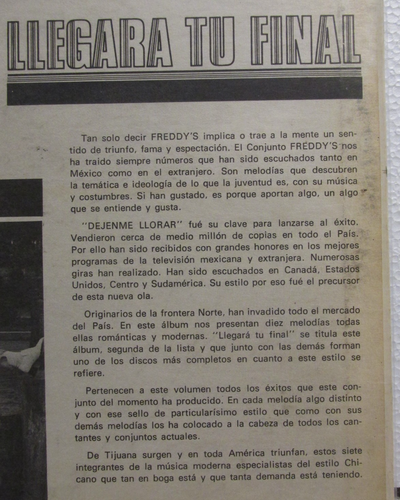 LLEGARA TU FINAL
Tan solo decir FREDDY'S implica o trae a la mente un sen-
tido de triunfo, fama y espectación. El Conjunto FREDDY'S nos
ha traido siempre números que han sido escuchados tanto en
México como en el extranjero. Son melodías que descubren
la temática e ideología de lo que la juventud es, con su música
y costumbres. Si han gustado, es porque aportan algo, un algo
que se entiende y gusta.
"DEJENME LLORAR" fué su clave para lanzarse al éxito.
Vendieron cerca de medio millón de copias en todo el País.
Por ello han sido recibidos con grandes honores en los mejores
programas de la televisión mexicana y extranjera. Numerosas
giras han realizado. Han sido escuchados en Canadá, Estados
Unidos, Centro y Sudamérica. Su estilo por eso fué el precursor
de esta nueva ola.
Originarios de la frontera Norte, han invadido todo el mercado
del País. En este álbum nos presentan diez melodías todas
ellas románticas y modernas. "Llegará tu final" se titula este
álbum, segunda de la lista y que junto con las demás forman
uno de los discos más completos en cuanto a este estilo se
refiere.
Pertenecen a este volumen todos los éxitos que este con-
junto del momento ha producido. En cada melodía algo distinto
y con ese sello de particularísimo estilo que como con sus
demás melodías los ha colocado a la cabeza de todos los can-
tantes y conjuntos actuales.
De Tijuana surgen y en toda América triunfan, estos siete
integrantes de la música moderna especialistas del estilo Chi-
cano que tan en boga está y que tanta demanda está teniendo.